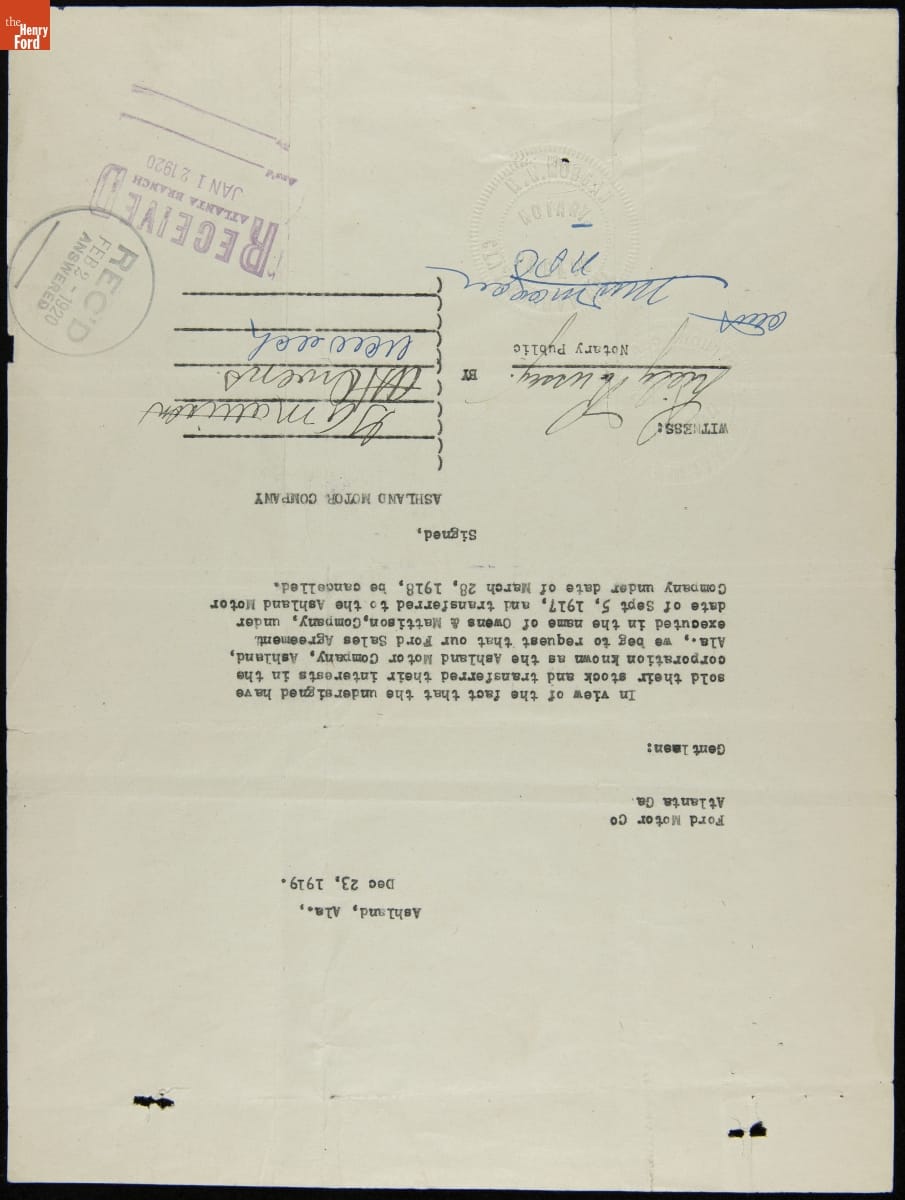 the
Henry
Ford
Ashland, Ala.,
Dec 23, 1919.
Ford Motor Co
Atlanta Ga.
Gentlmen:
In view of the fact that the undersigned have
sold their stock and transferred their interests in the
corporation known as the Ashland Motor Company, Ashland,
Ala., we beg to request that our Ford Sales Agreement
executed in the name of Owens & Mattison,Company, under
date of Sept 5, 1917, and transferred to the Ashland Motor
Company under date of March 28, 1918, be cancelled.
Signed,
ASHLAND MOTOR COMPANY
WITNESS:
BY
Notary Public
RECEIVED
ATLANTA BRANCH
JAN 12 1920
Ans'd
By
REC'D
FEB 2 - 1920
ANSWERED
NOTARY